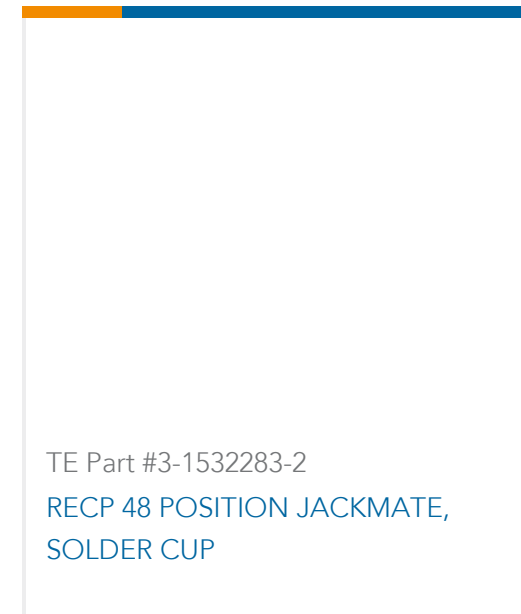 TE Part #3-1532283-2
RECP 48 POSITION JACKMATE,
SOLDER CUP